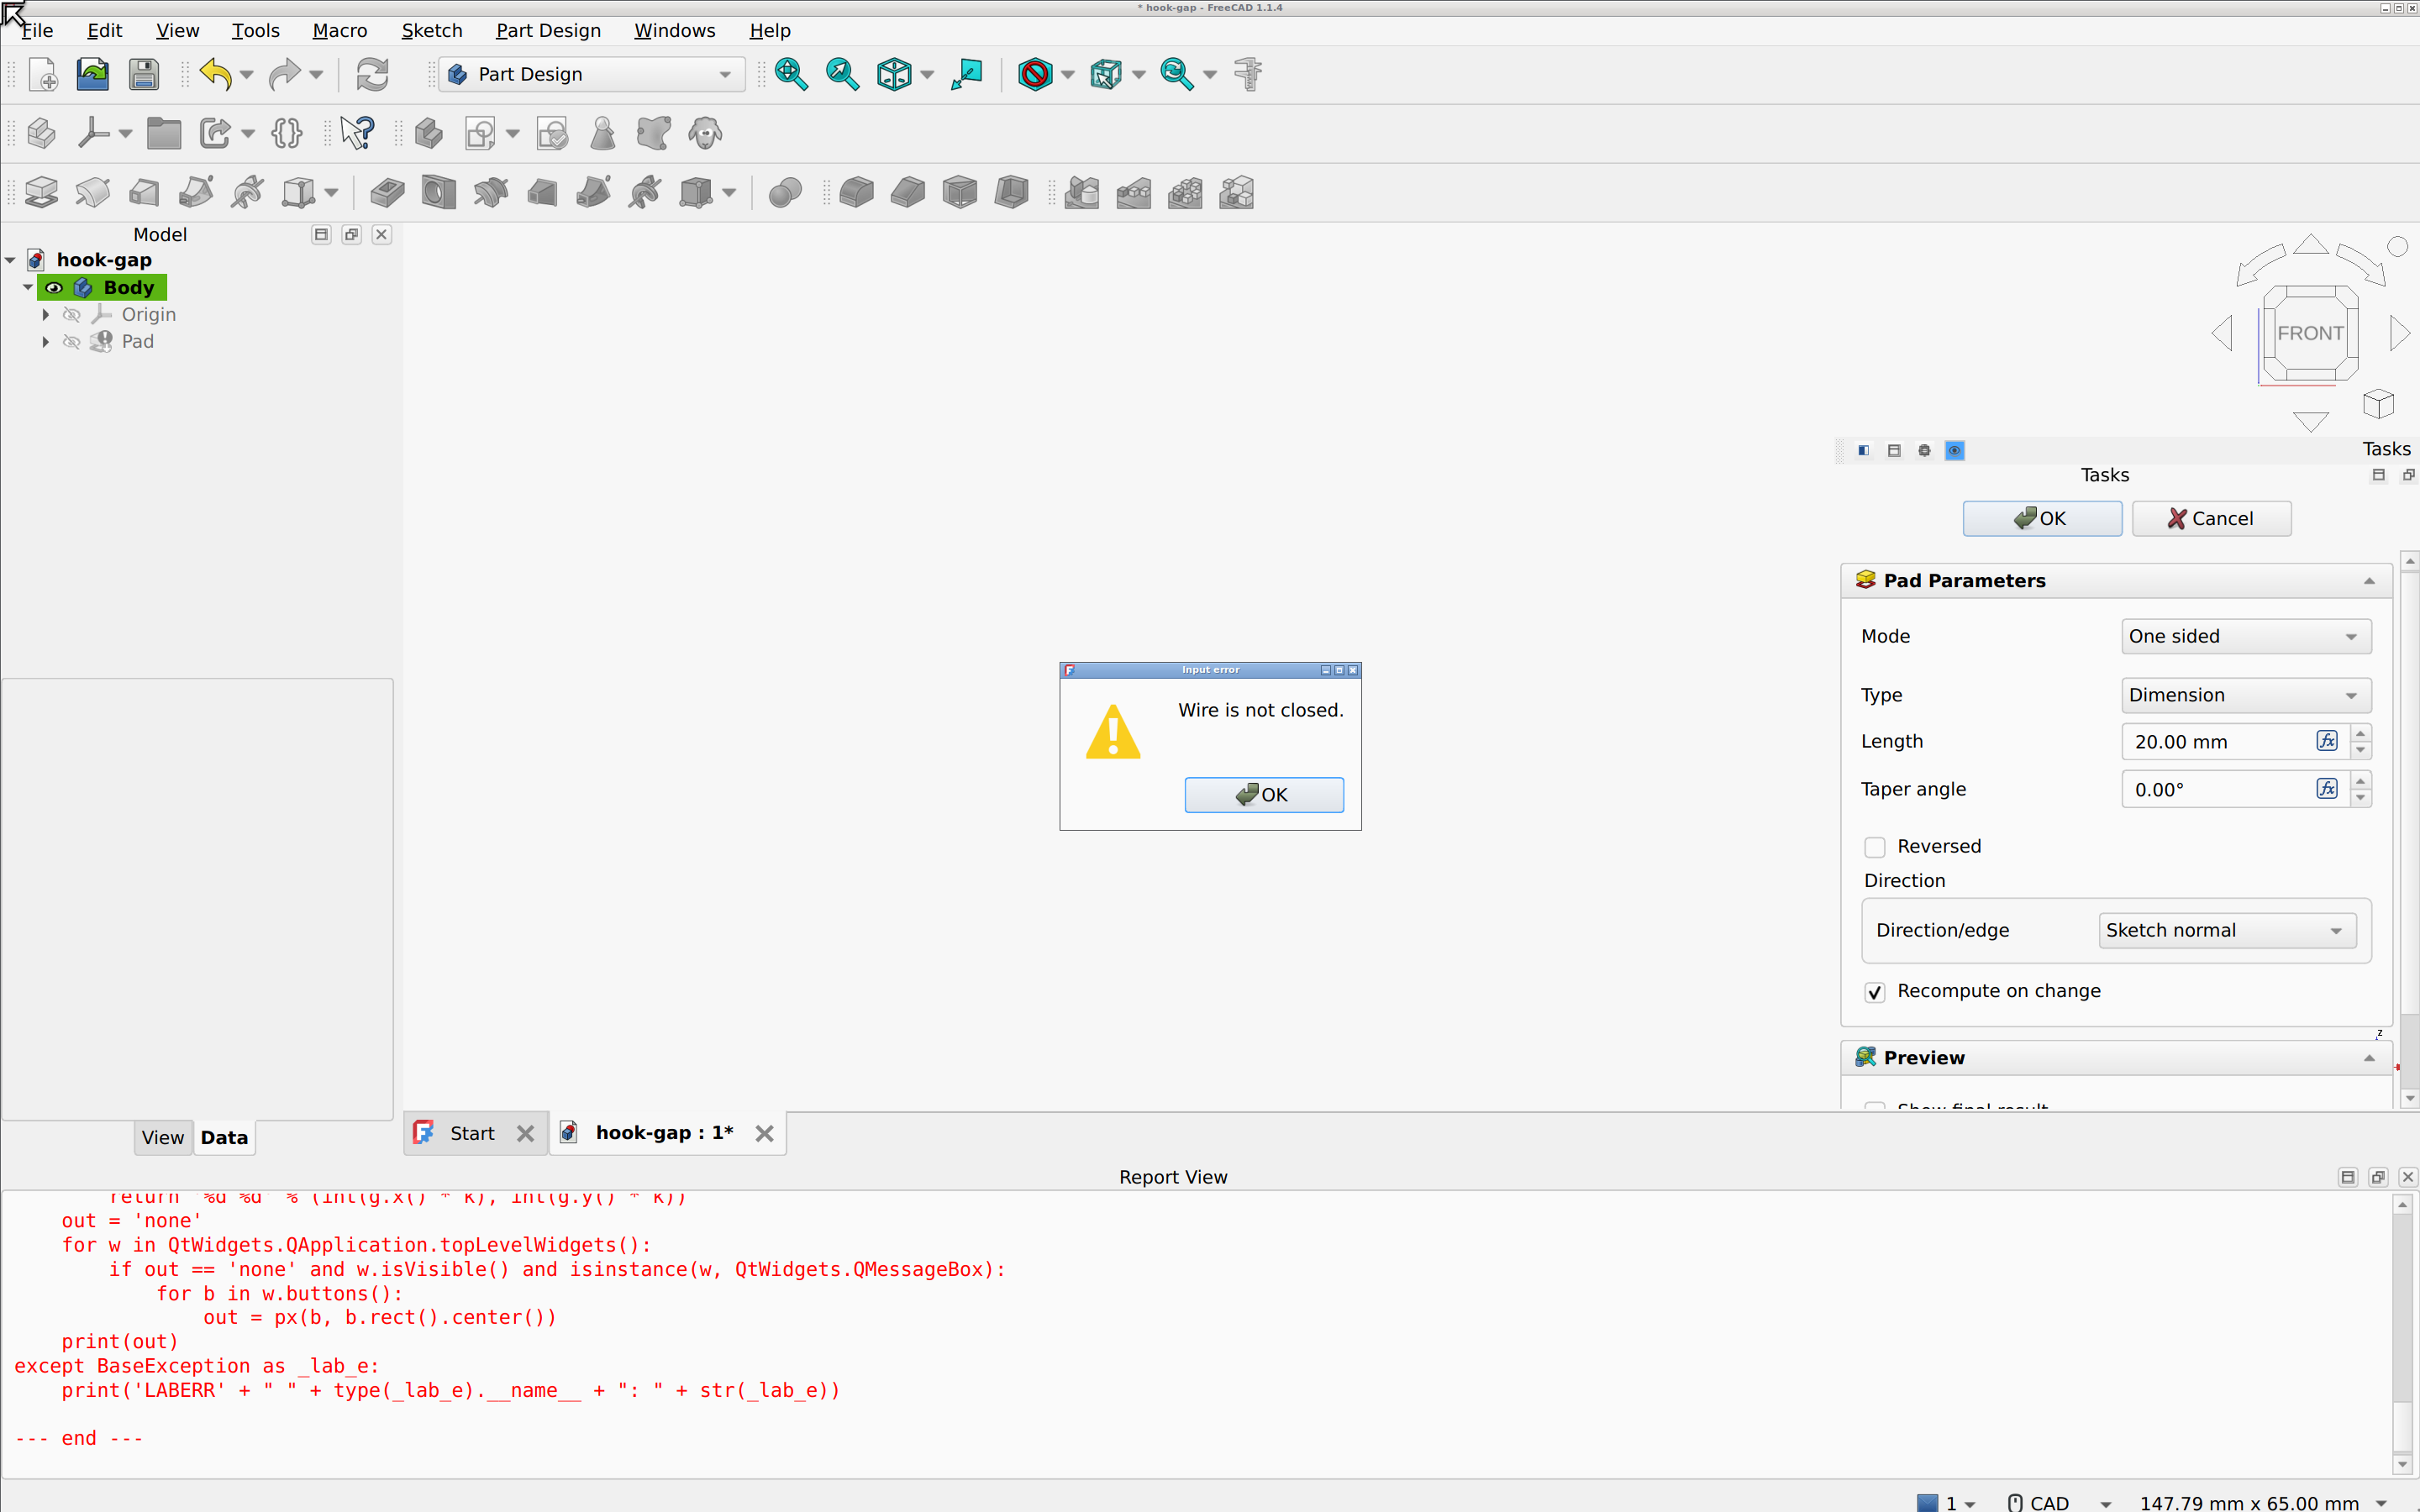 * hook-gap - FreeCAD 1.1.4
File Edit View Tools Macro Sketch Part Design Windows Help
Part Design
Model
hook-gap
Body
Origin
Pad
FRONT
Tasks
Tasks
OK Cancel
Pad Parameters
Mode One sided
Type Dimension
Length 20.00 mm
Taper angle 0.00°
Reversed
Direction
Direction/edge Sketch normal
Recompute on change
z
Preview
Show final result
Input error
Wire is not closed.
OK
View Data
Start
hook-gap : 1*
Report View
return '%d %d' % (int(g.x() * k), int(g.y() * k))
out = 'none'
for w in QtWidgets.QApplication.topLevelWidgets():
if out == 'none' and w.isVisible() and isinstance(w, QtWidgets.QMessageBox):
for b in w.buttons():
out = px(b, b.rect().center())
print(out)
except BaseException as _lab_e:
print('LABERR' + " " + type(_lab_e).__name__ + ": " + str(_lab_e))
--- end ---
1 CAD 147.79 mm x 65.00 mm